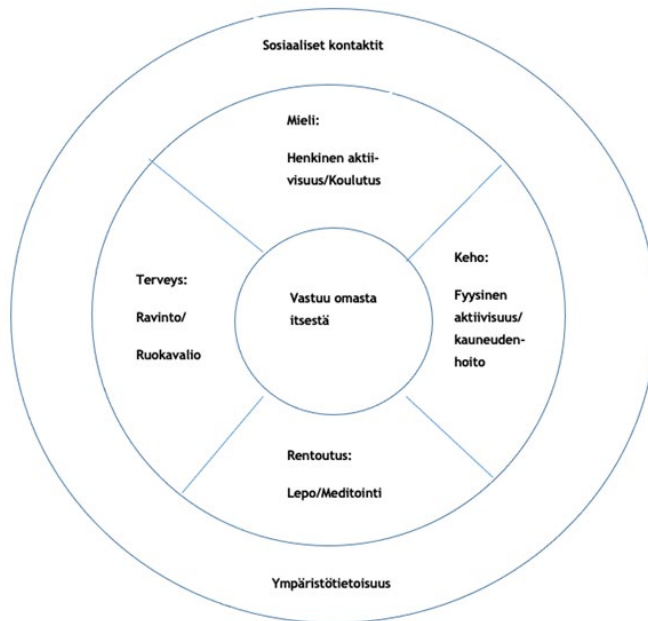 Sosiaaliset kontaktit
Mieli:
Henkinen aktii-
visuus/Koulutus
Terveys:
Ravinto/
Ruokavalio
Vastuu omasta
itsestä
Keho:
Fyysinen
aktiivisuus/
kauneuden-
hoito
Rentoutus:
Lepo/Meditointi
Ympäristötietoisuus